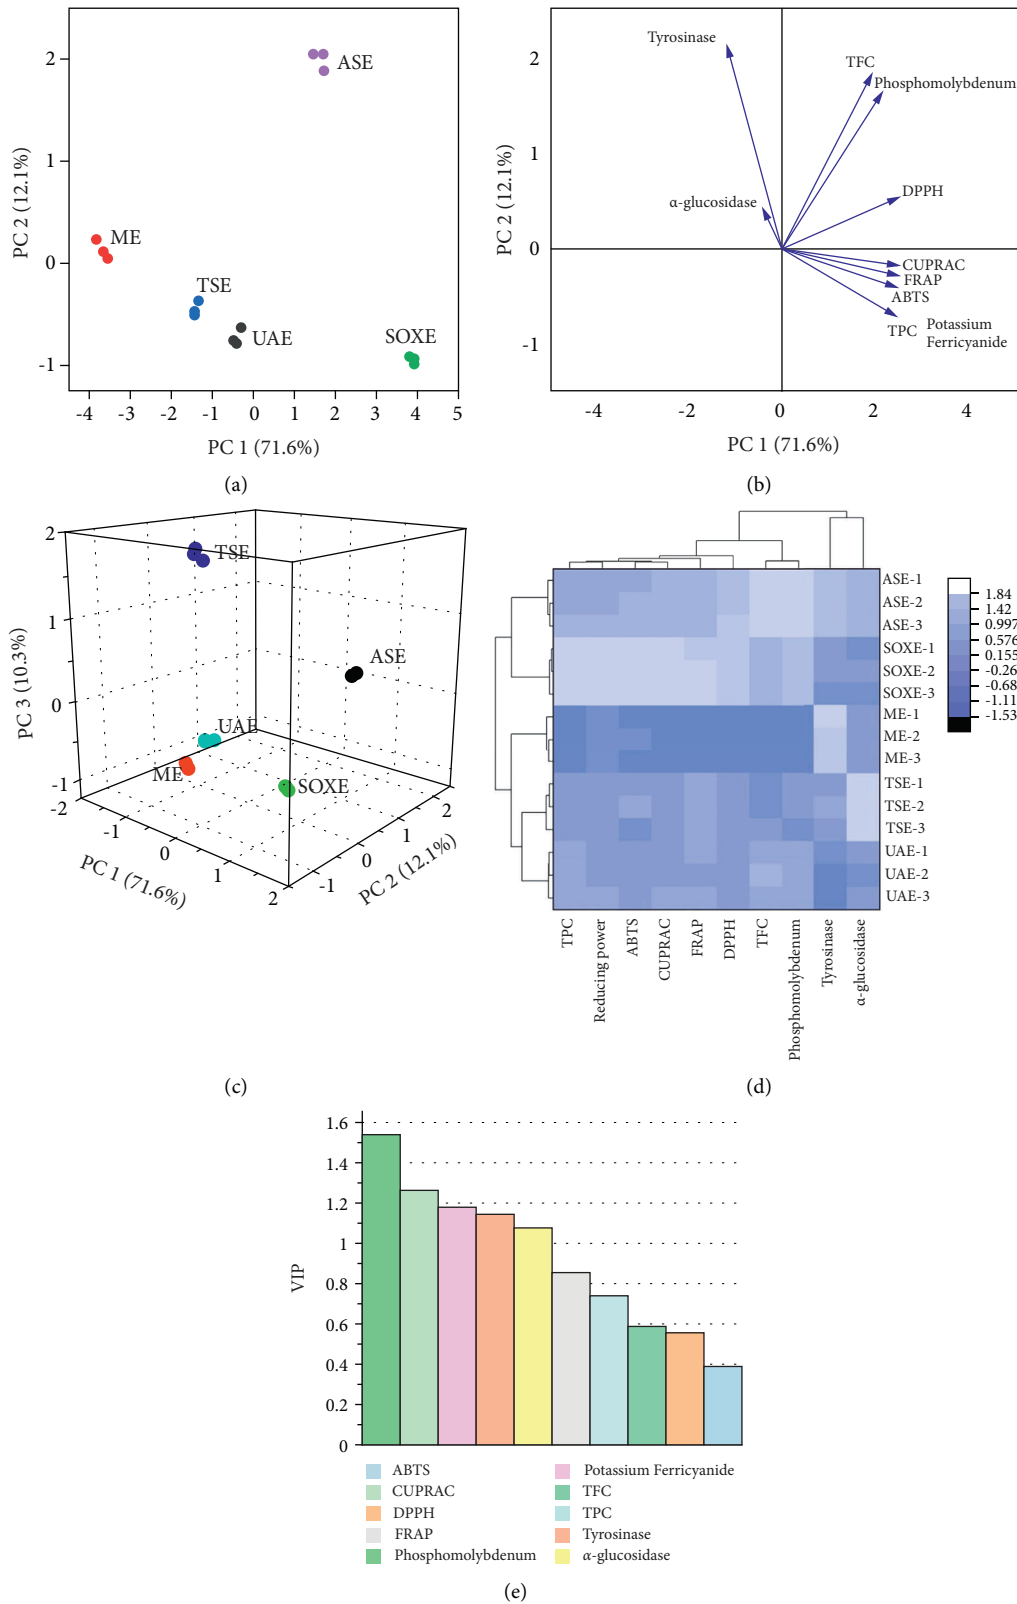 2
1
0
-1
PC 2 (12.1%)
ASE
ME
TSE
UAE
SOXE
-4 -3 -2 -1 0 1 2 3 4 5
PC 1 (71.6%)
(a)
2
1
0
-1
PC 2 (12.1%)
Tyrosinase
TFC
Phosphomolybdenum
DPPH
α-glucosidase
CUPRAC
FRAP
ABTS
TPC Potassium
Ferricyanide
-4 -2 0 2 4
PC 1 (71.6%)
(b)
2
1
0
-1
PC 3 (10.3%)
TSE
ASE
UAE
ME
SOXE
-2 -1 0 1 2
PC 1 (71.6%)
-1 0 1 2
PC 2 (12.1%)
(c)
ASE-1
ASE-2
ASE-3
SOXE-1
SOXE-2
SOXE-3
ME-1
ME-2
ME-3
TSE-1
TSE-2
TSE-3
UAE-1
UAE-2
UAE-3
1.84
1.42
0.997
0.576
0.155
-0.26
-0.68
-1.11
-1.53
TPC
Reducing power
ABTS
CUPRAC
FRAP
DPPH
TFC
Phosphomolybdenum
Tyrosinase
α-glucosidase
(d)
1.6
1.4
1.2
1
0.8
0.6
0.4
0.2
0
VIP
ABTS
CUPRAC
DPPH
FRAP
Phosphomolybdenum
Potassium Ferricyanide
TFC
TPC
Tyrosinase
α-glucosidase
(e)